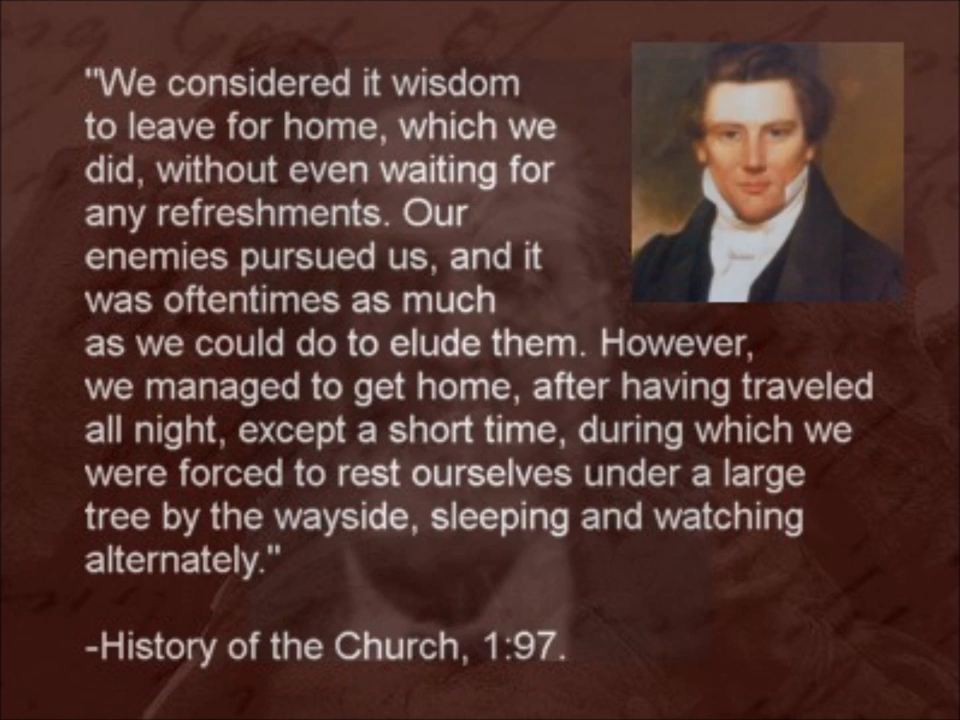 "We considered it wisdom
to leave for home, which we
did, without even waiting for
any refreshments. Our
enemies pursued us, and it
was oftentimes as much
as we could do to elude them. However,
we managed to get home, after having traveled
all night, except a short time, during which we
were forced to rest ourselves under a large
tree by the wayside, sleeping and watching
alternately."
-History of the Church, 1:97.